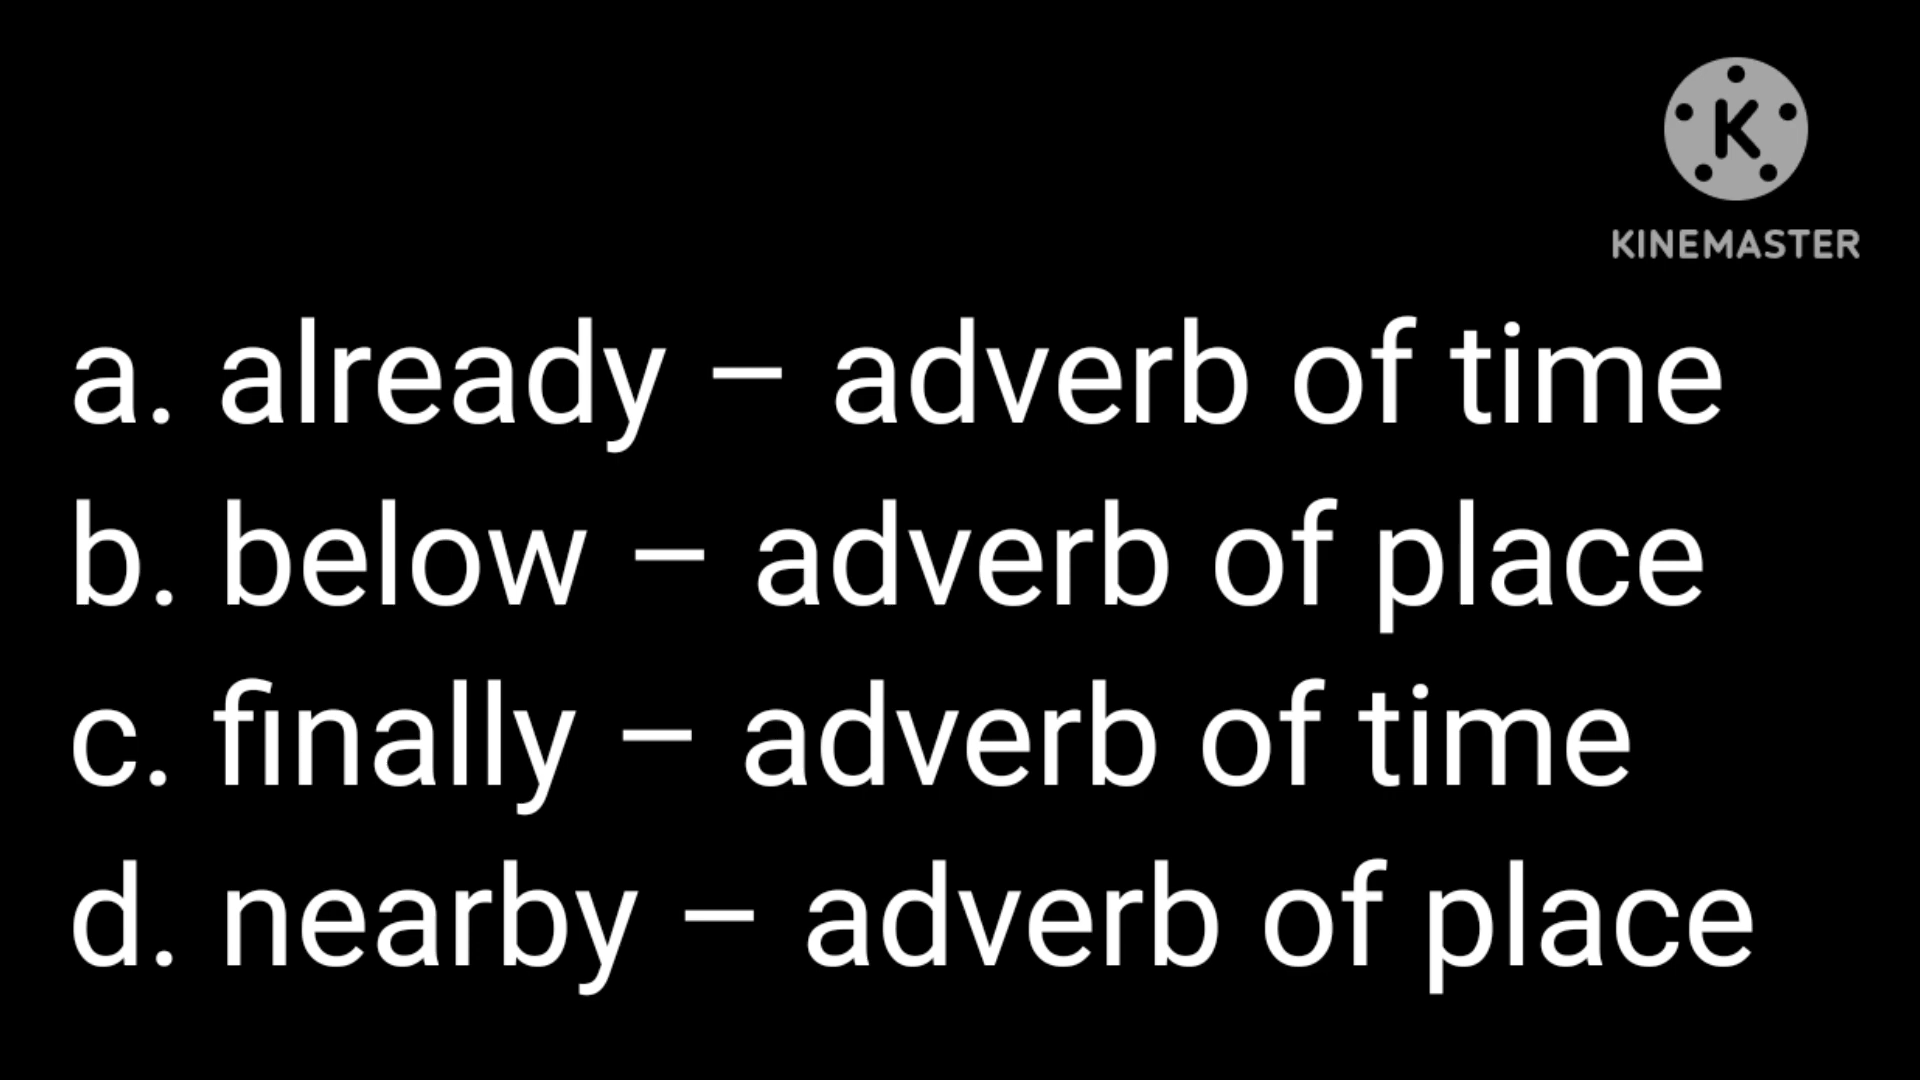 K
KINEMASTER
a. already – adverb of time
b. below – adverb of place
c. finally – adverb of time
d. nearby – adverb of place